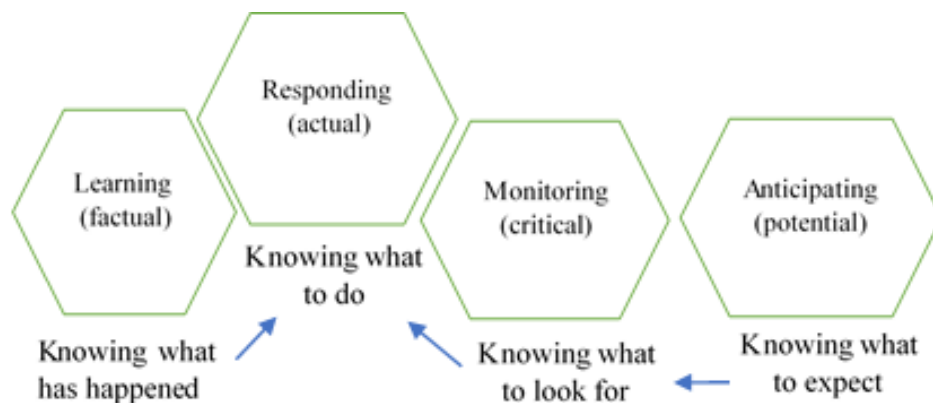 Responding
(actual)
Learning
(factual)
Monitoring
(critical)
Anticipating
(potential)
Knowing what
to do
Knowing what
has happened
Knowing what
to look for
Knowing what
to expect